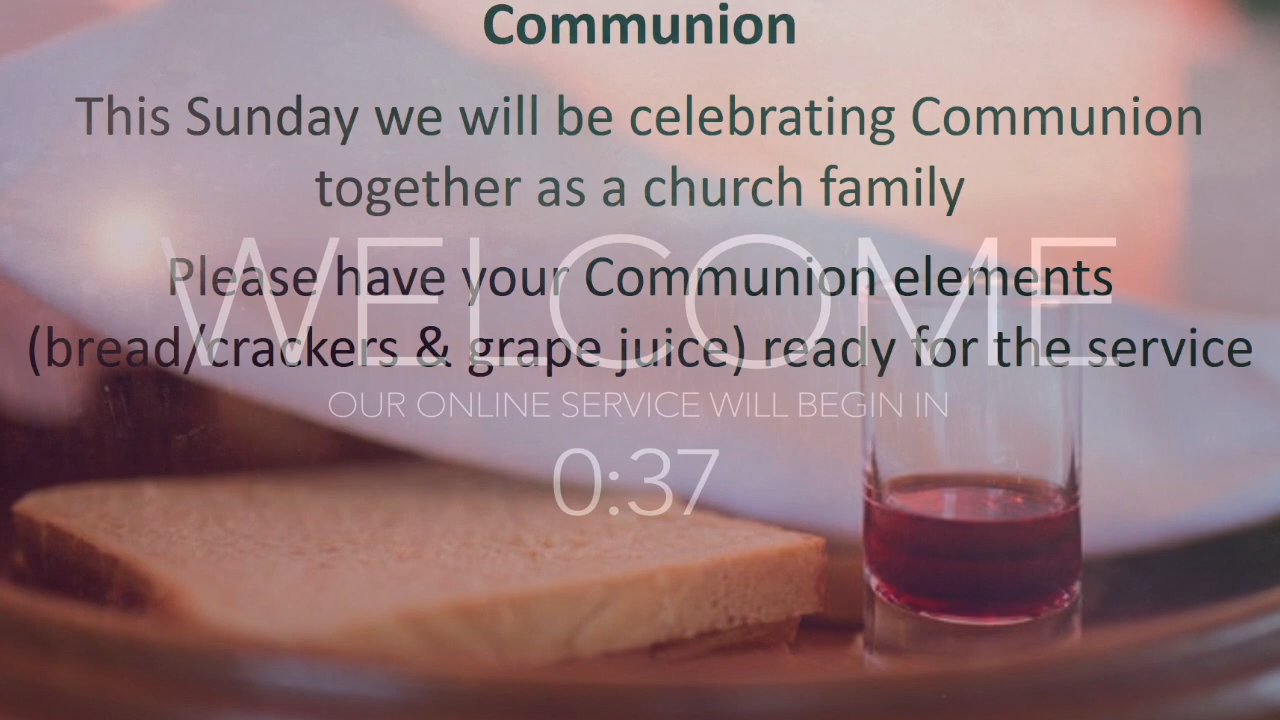 Communion
This Sunday we will be celebrating Communion
together as a church family
Please have your Communion elements
(bread/crackers & grape juice) ready for the service
WELCOME
OUR ONLINE SERVICE WILL BEGIN IN
0:37